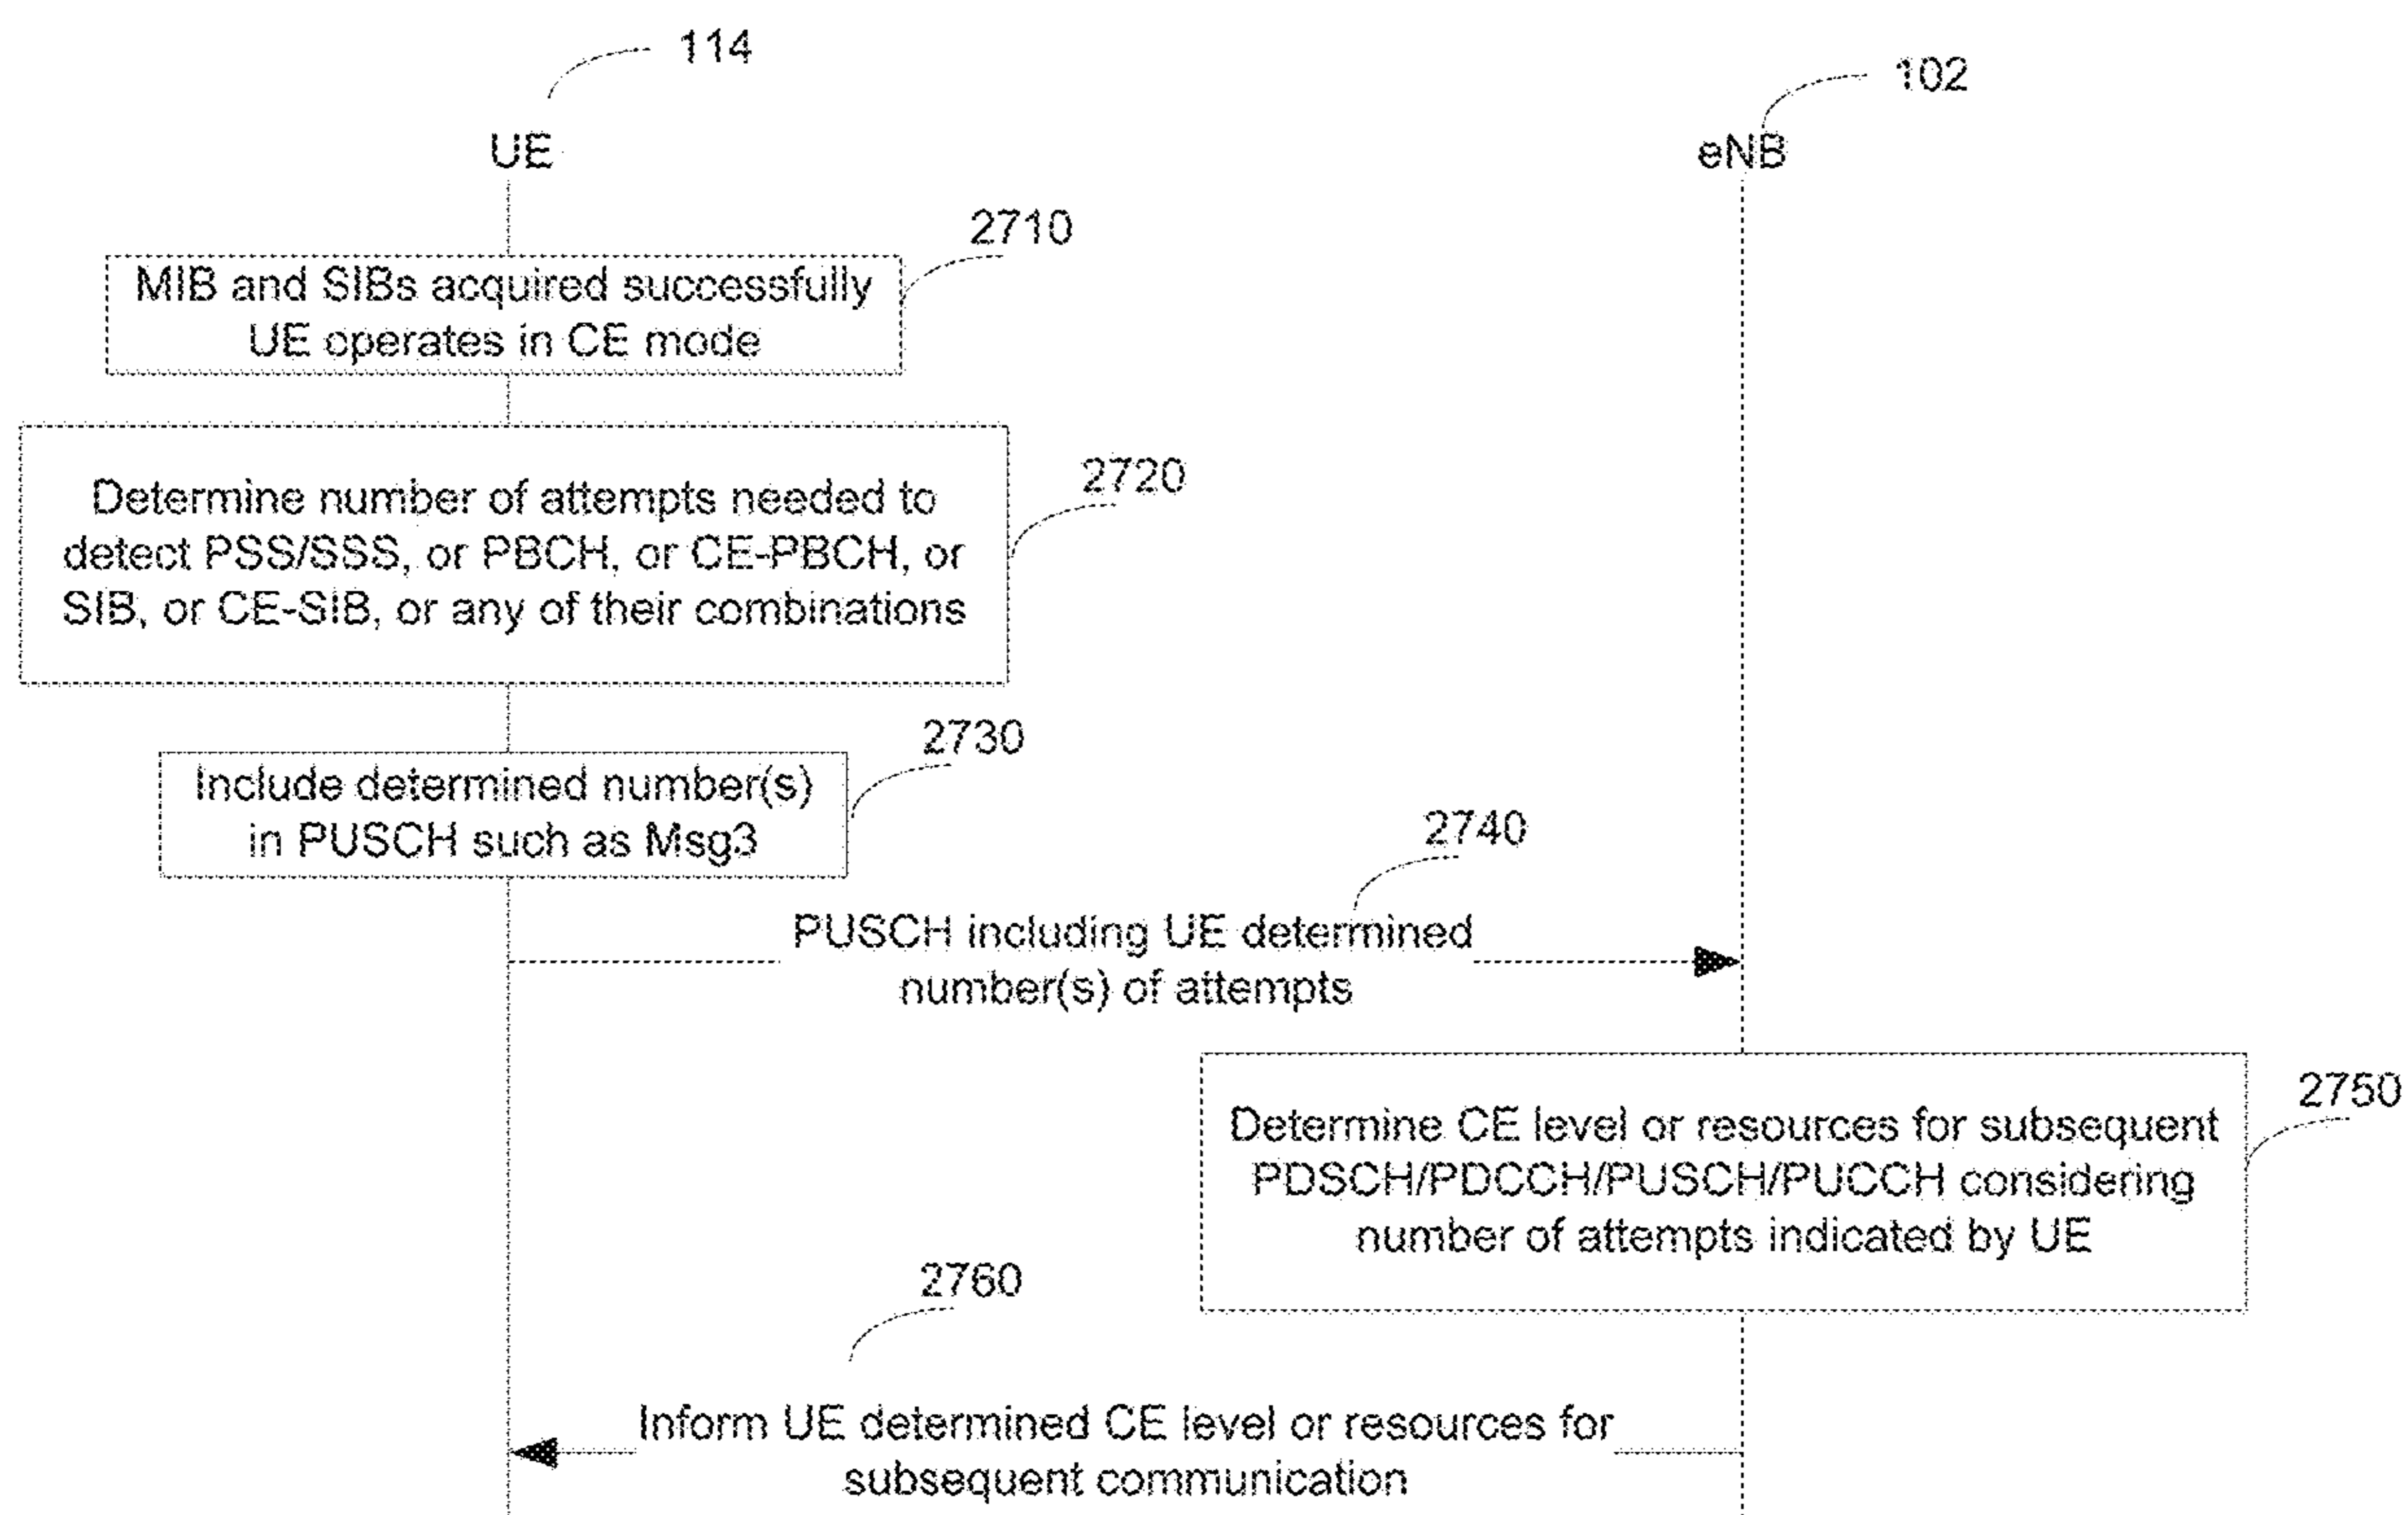 114
102
UE
eNB
2710
MIB and SIBs acquired successfully
UE operates in CE mode
2720
Determine number of attempts needed to
detect PSS/SSS, or PBCH, or CE-PBCH, or
SIB, or CE-SIB, or any of their combinations
2730
Include determined number(s)
in PUSCH such as Msg3
2740
PUSCH including UE determined
number(s) of attempts
2750
Determine CE level or resources for subsequent
PDSCH/PDCCH/PUSCH/PUCCH considering
number of attempts indicated by UE
2760
Inform UE determined CE level or resources for
subsequent communication